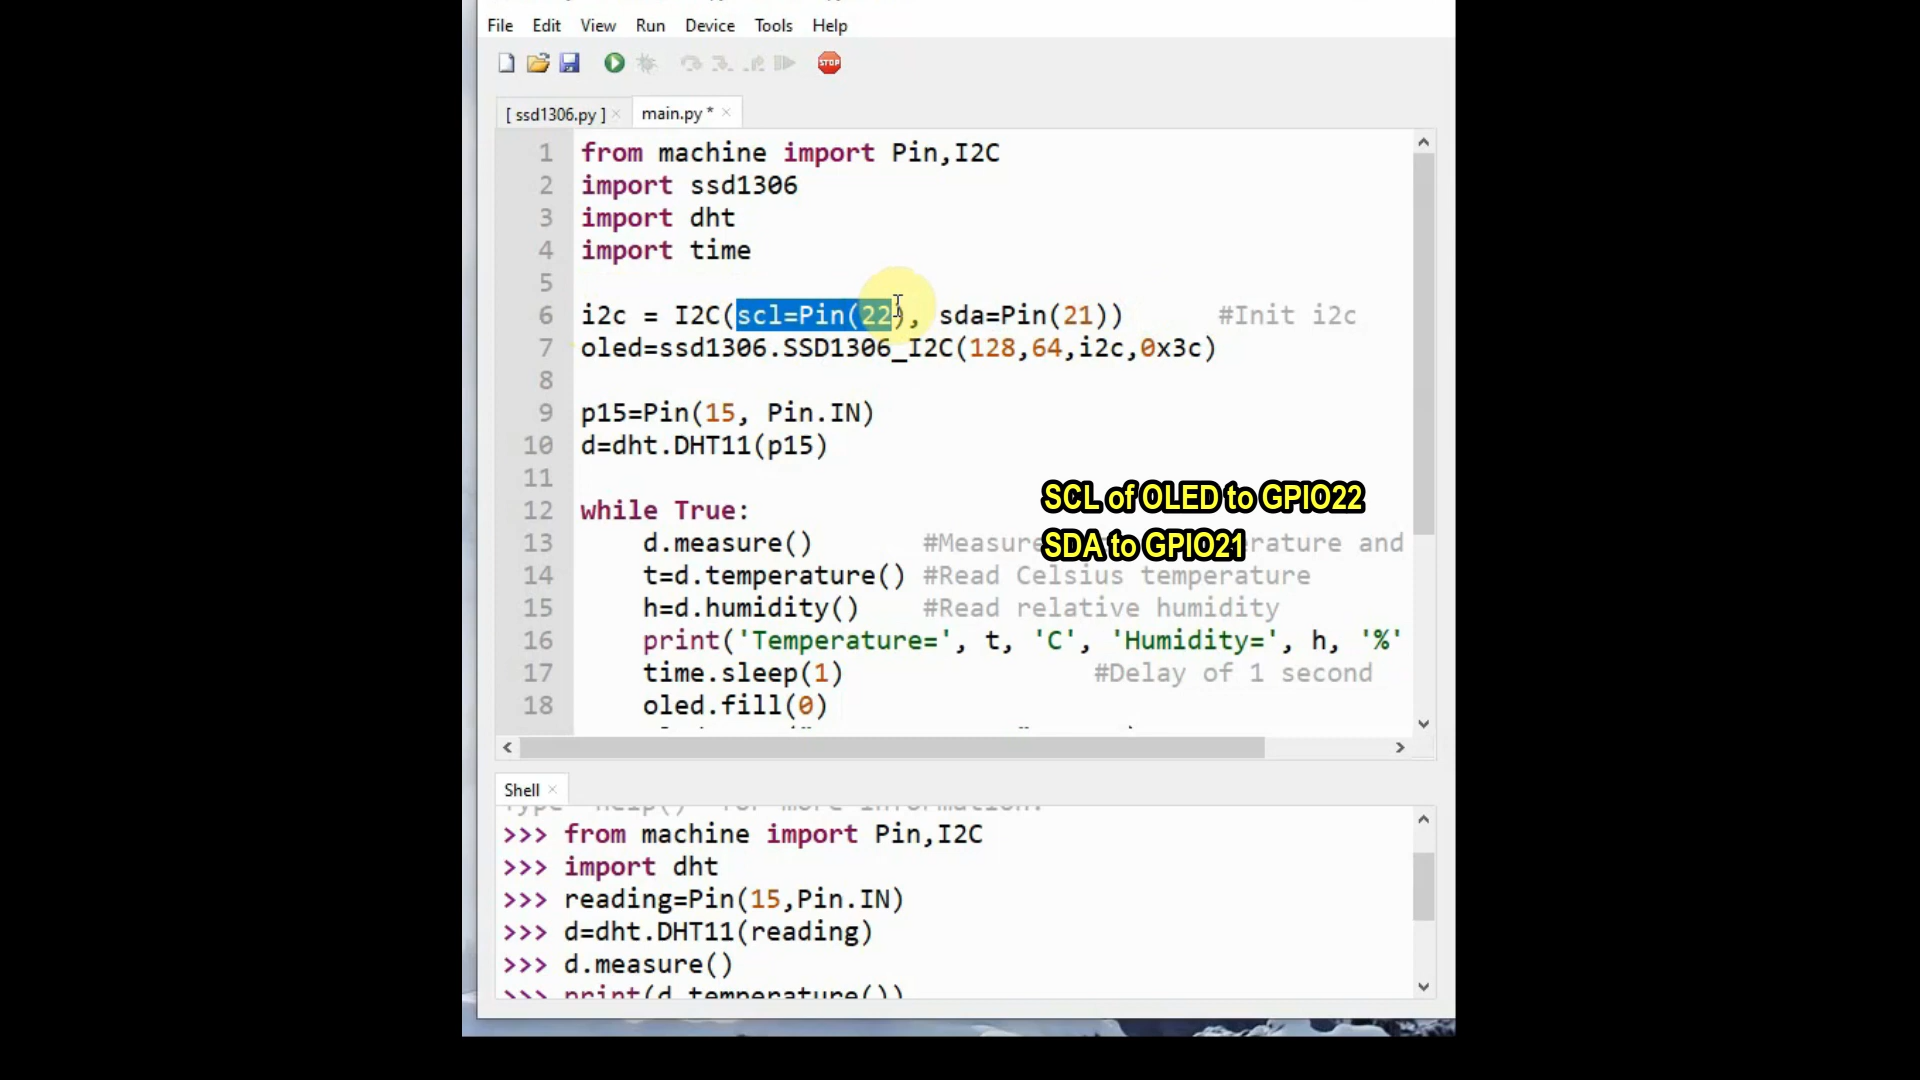 File Edit View Run Device Tools Help
STOP
[ ssd1306.py ] × main.py * ×
1 from machine import Pin,I2C
2 import ssd1306
3 import dht
4 import time
5
6 i2c = I2C(scl=Pin(22), sda=Pin(21)) #Init i2c
7 oled=ssd1306.SSD1306_I2C(128,64,i2c,0x3c)
8
9 p15=Pin(15, Pin.IN)
10 d=dht.DHT11(p15)
11
12 while True:
13 d.measure() #Measure erature and
14 t=d.temperature() #Read Celsius temperature
15 h=d.humidity() #Read relative humidity
16 print('Temperature=', t, 'C', 'Humidity=', h, '%'
17 time.sleep(1) #Delay of 1 second
18 oled.fill(0)
SCL of OLED to GPIO22
SDA to GPIO21
Shell ×
Type help() for more information.
>>> from machine import Pin,I2C
>>> import dht
>>> reading=Pin(15,Pin.IN)
>>> d=dht.DHT11(reading)
>>> d.measure()
>>> print(d.temperature())